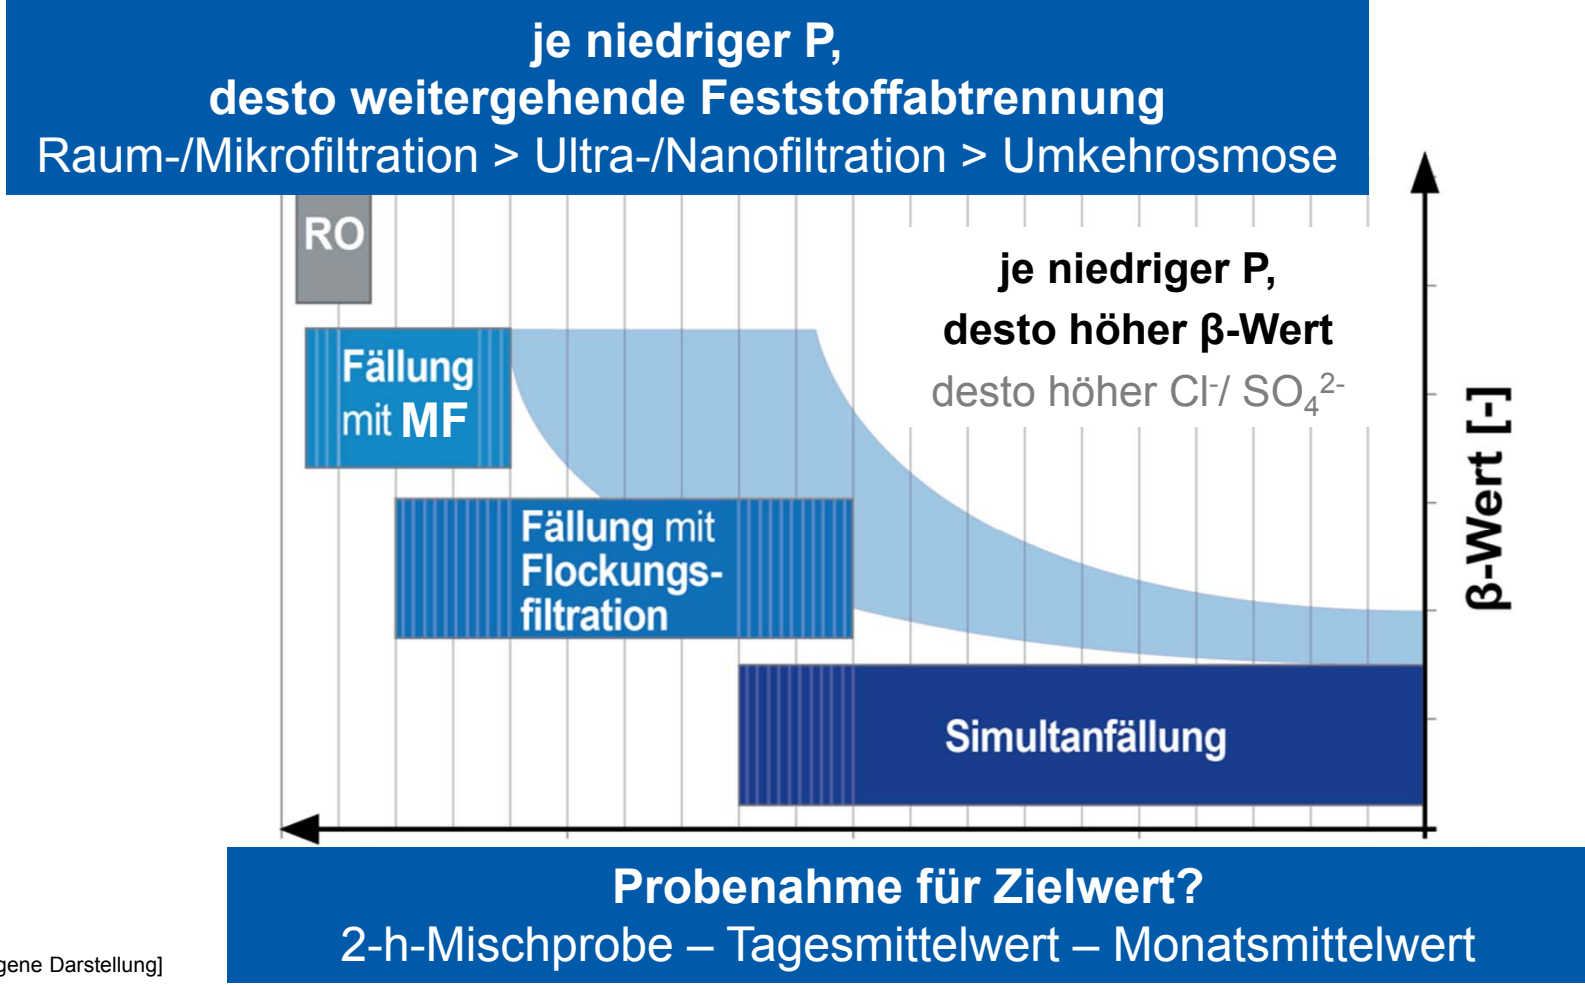 je niedriger P,
desto weitergehende Feststoffabtrennung
Raum-/Mikrofiltration > Ultra-/Nanofiltration > Umkehrosmose
RO
je niedriger P,
desto höher β-Wert
desto höher Cl⁻/ SO₄²⁻
Fällung
mit MF
Fällung mit
Flockungs-
filtration
Simultanfällung
β-Wert [-]
Probenahme für Zielwert?
2-h-Mischprobe – Tagesmittelwert – Monatsmittelwert
gene Darstellung]